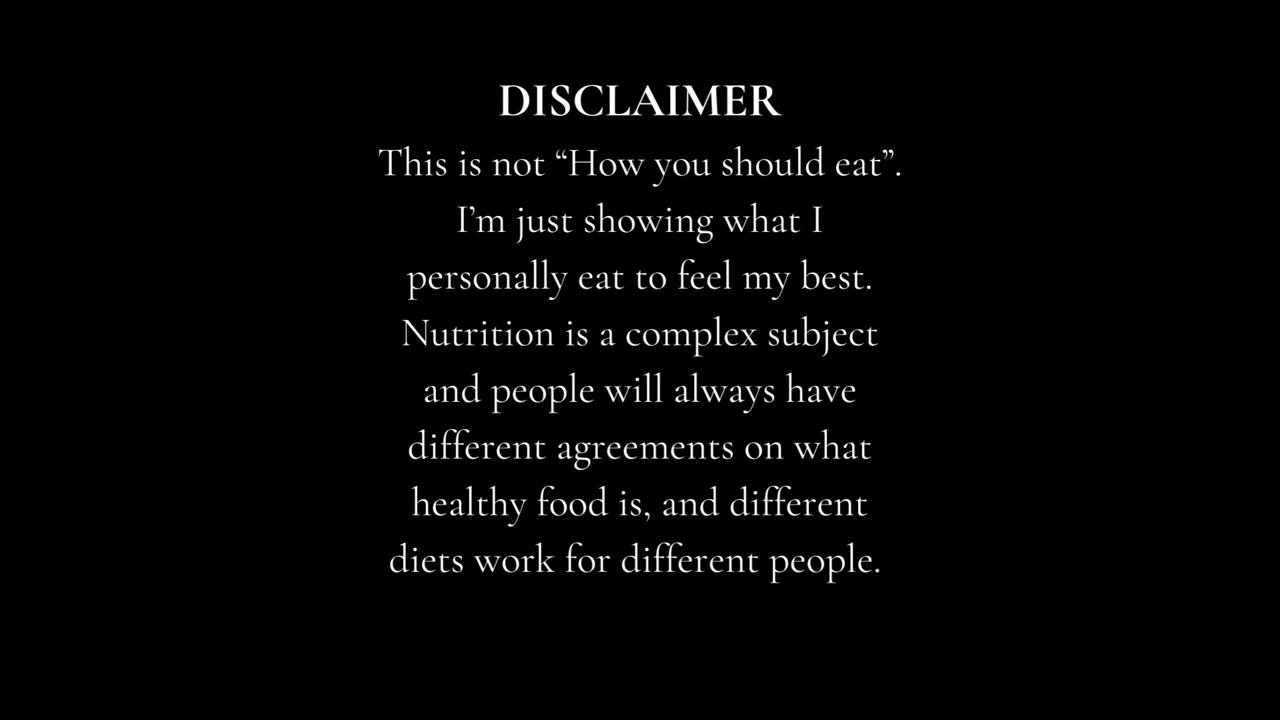 DISCLAIMER
This is not “How you should eat”.
I’m just showing what I
personally eat to feel my best.
Nutrition is a complex subject
and people will always have
different agreements on what
healthy food is, and different
diets work for different people.